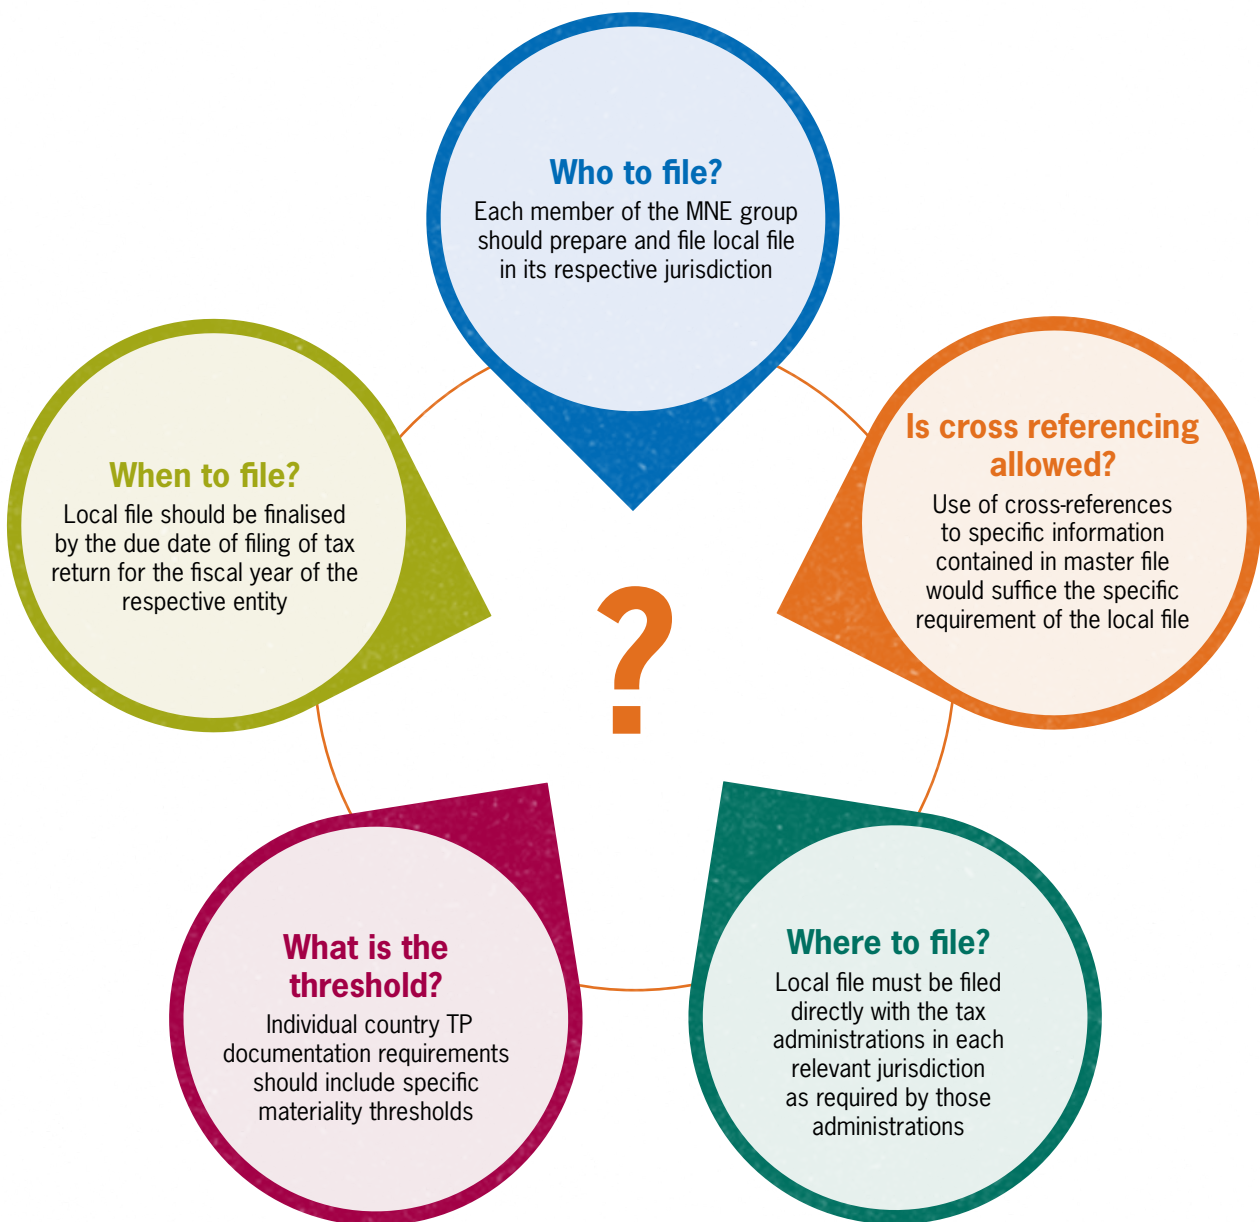 Who to file?
Each member of the MNE group
should prepare and file local file
in its respective jurisdiction
Is cross referencing
allowed?
Use of cross-references
to specific information
contained in master file
would suffice the specific
requirement of the local file
Where to file?
Local file must be filed
directly with the tax
administrations in each
relevant jurisdiction
as required by those
administrations
What is the
threshold?
Individual country TP
documentation requirements
should include specific
materiality thresholds
When to file?
Local file should be finalised
by the due date of filing of tax
return for the fiscal year of the
respective entity
?